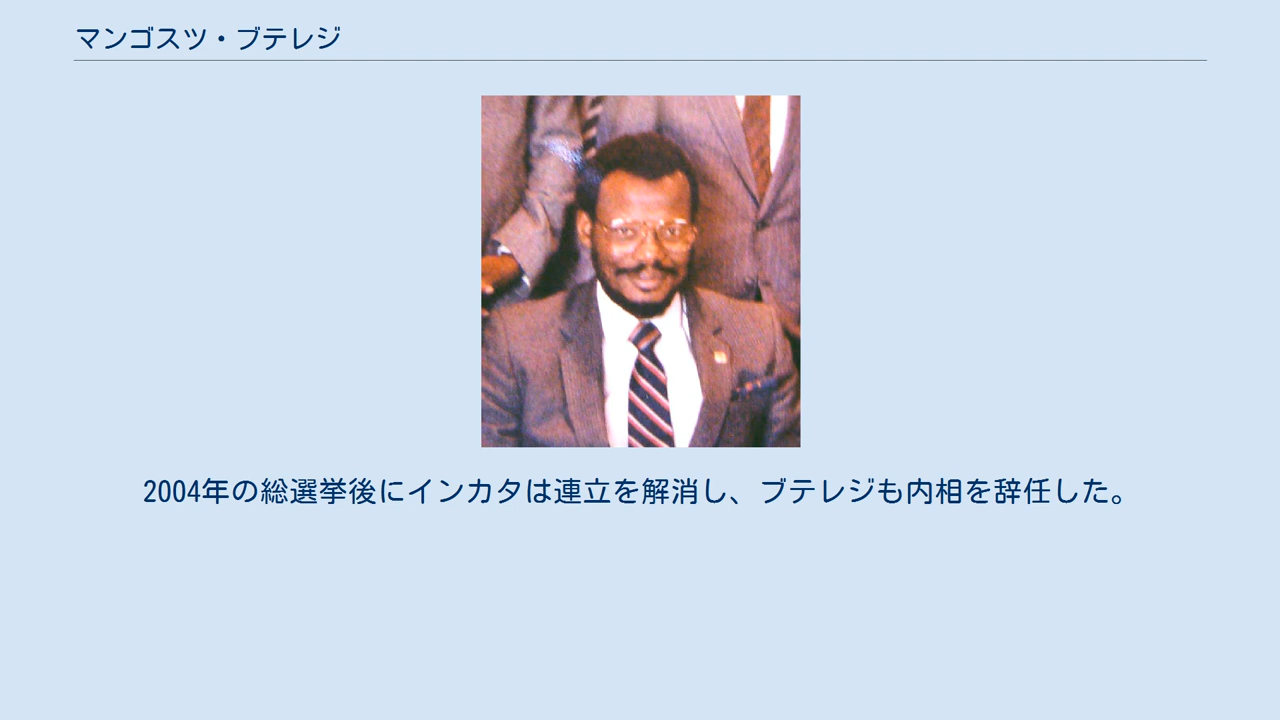 マンゴスツ・ブテレジ
2004年の総選挙後にインカタは連立を解消し、ブテレジも内相を辞任した。